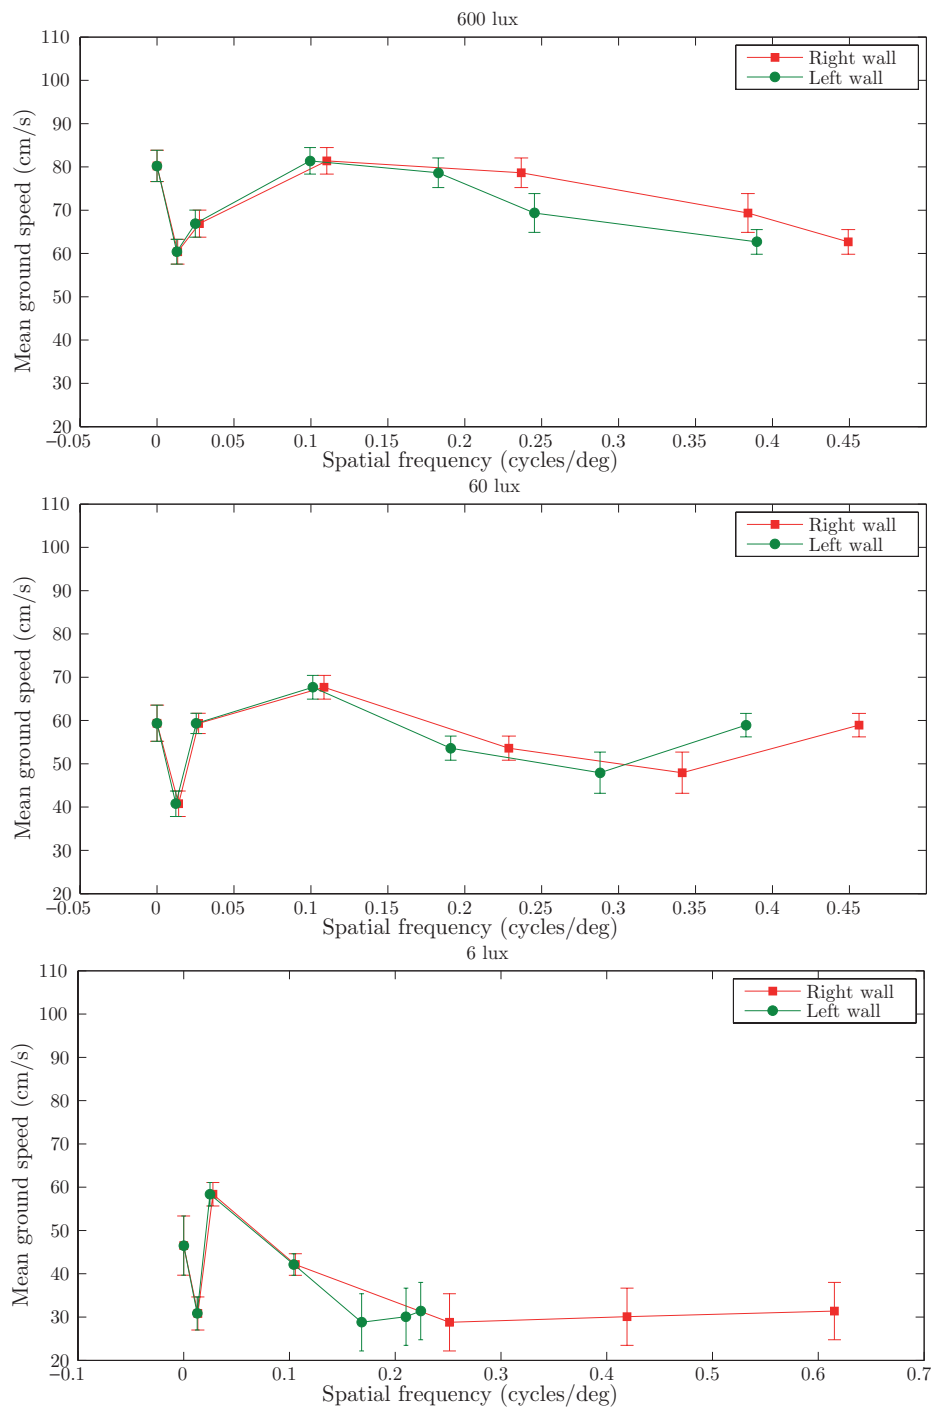 600 lux
110
100
90
80
70
60
50
40
30
20
Mean ground speed (cm/s)
Right wall
Left wall
−0.05 0 0.05 0.1 0.15 0.2 0.25 0.3 0.35 0.4 0.45
Spatial frequency (cycles/deg)
60 lux
110
100
90
80
70
60
50
40
30
20
Mean ground speed (cm/s)
Right wall
Left wall
−0.05 0 0.05 0.1 0.15 0.2 0.25 0.3 0.35 0.4 0.45
Spatial frequency (cycles/deg)
6 lux
110
100
90
80
70
60
50
40
30
20
Mean ground speed (cm/s)
Right wall
Left wall
−0.1 0 0.1 0.2 0.3 0.4 0.5 0.6 0.7
Spatial frequency (cycles/deg)